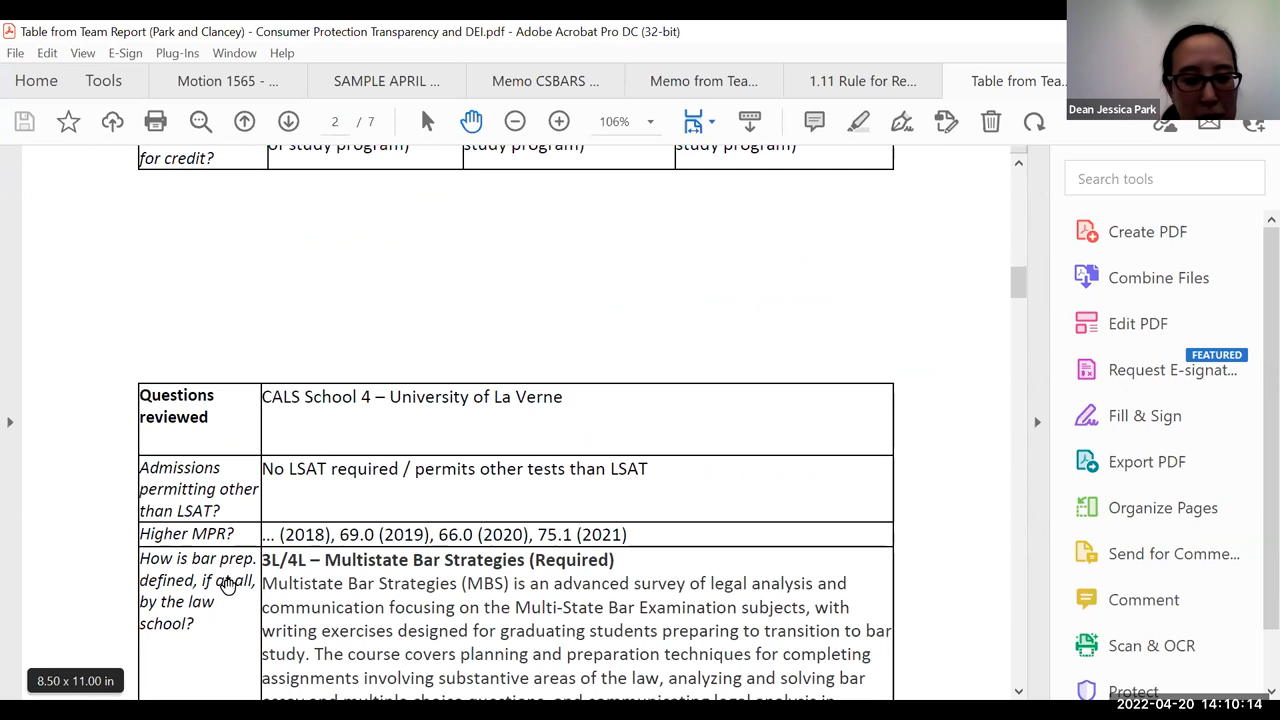 Table from Team Report (Park and Clancey) - Consumer Protection Transparency and DEI.pdf - Adobe Acrobat Pro DC (32-bit)
File Edit View E-Sign Plug-Ins Window Help
Home Tools Motion 1565 - ... SAMPLE APRIL ... Memo CSBARS ... Memo from Tea... 1.11 Rule for Re... Table from Tea...
Dean Jessica Park
2 / 7 106%
for credit? or study program) study program) study program)
Search tools
Create PDF
Combine Files
Edit PDF
FEATURED
Request E-signat...
Fill & Sign
Export PDF
Organize Pages
Send for Comme...
Comment
Scan & OCR
Protect
Questions reviewed
CALS School 4 – University of La Verne
Admissions permitting other than LSAT?
No LSAT required / permits other tests than LSAT
Higher MPR? ... (2018), 69.0 (2019), 66.0 (2020), 75.1 (2021)
How is bar prep. defined, if at all, by the law school?
3L/4L – Multistate Bar Strategies (Required)
Multistate Bar Strategies (MBS) is an advanced survey of legal analysis and
communication focusing on the Multi-State Bar Examination subjects, with
writing exercises designed for graduating students preparing to transition to bar
study. The course covers planning and preparation techniques for completing
assignments involving substantive areas of the law, analyzing and solving bar
8.50 x 11.00 in
2022-04-20 14:10:14